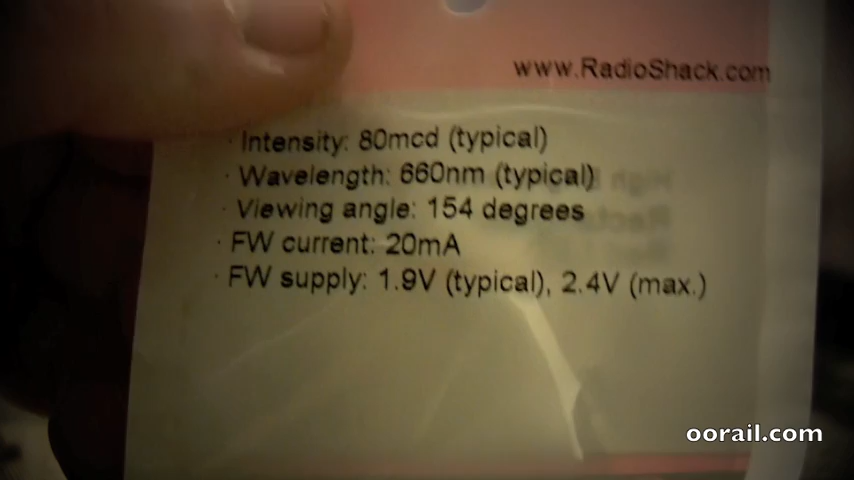 www.RadioShack.com
· Intensity: 80mcd (typical)
· Wavelength: 660nm (typical)
· Viewing angle: 154 degrees
· FW current: 20mA
· FW supply: 1.9V (typical), 2.4V (max.)
oorail.com